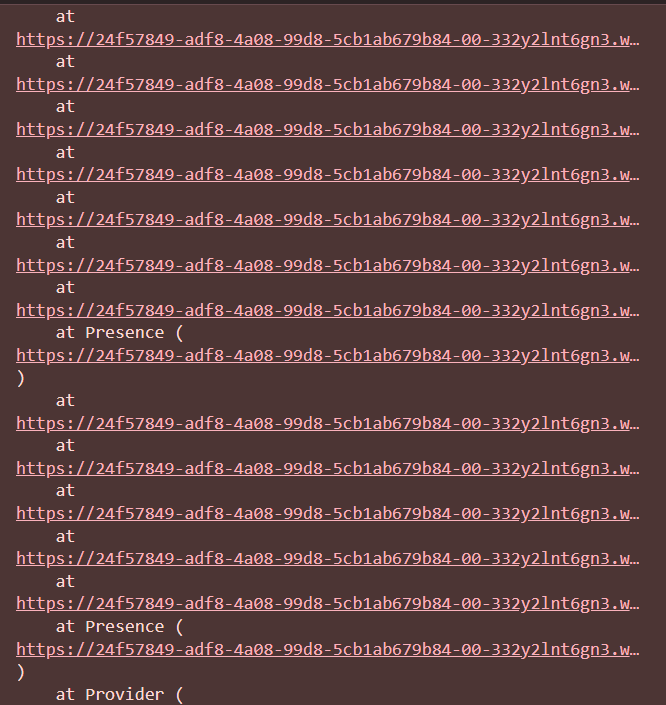 at
https://24f57849-adf8-4a08-99d8-5cb1ab679b84-00-332y2lnt6gn3.w…
at
https://24f57849-adf8-4a08-99d8-5cb1ab679b84-00-332y2lnt6gn3.w…
at
https://24f57849-adf8-4a08-99d8-5cb1ab679b84-00-332y2lnt6gn3.w…
at
https://24f57849-adf8-4a08-99d8-5cb1ab679b84-00-332y2lnt6gn3.w…
at
https://24f57849-adf8-4a08-99d8-5cb1ab679b84-00-332y2lnt6gn3.w…
at
https://24f57849-adf8-4a08-99d8-5cb1ab679b84-00-332y2lnt6gn3.w…
at
https://24f57849-adf8-4a08-99d8-5cb1ab679b84-00-332y2lnt6gn3.w…
at Presence (
https://24f57849-adf8-4a08-99d8-5cb1ab679b84-00-332y2lnt6gn3.w…
)
at
https://24f57849-adf8-4a08-99d8-5cb1ab679b84-00-332y2lnt6gn3.w…
at
https://24f57849-adf8-4a08-99d8-5cb1ab679b84-00-332y2lnt6gn3.w…
at
https://24f57849-adf8-4a08-99d8-5cb1ab679b84-00-332y2lnt6gn3.w…
at
https://24f57849-adf8-4a08-99d8-5cb1ab679b84-00-332y2lnt6gn3.w…
at
https://24f57849-adf8-4a08-99d8-5cb1ab679b84-00-332y2lnt6gn3.w…
at Presence (
https://24f57849-adf8-4a08-99d8-5cb1ab679b84-00-332y2lnt6gn3.w…
)
at Provider (